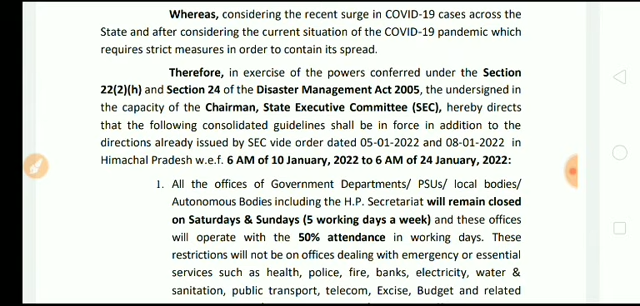 Whereas, considering the recent surge in COVID-19 cases across the
State and after considering the current situation of the COVID-19 pandemic which
requires strict measures in order to contain its spread.
Therefore, in exercise of the powers conferred under the Section
22(2)(h) and Section 24 of the Disaster Management Act 2005, the undersigned in
the capacity of the Chairman, State Executive Committee (SEC), hereby directs
that the following consolidated guidelines shall be in force in addition to the
directions already issued by SEC vide order dated 05-01-2022 and 08-01-2022 in
Himachal Pradesh w.e.f. 6 AM of 10 January, 2022 to 6 AM of 24 January, 2022:
1. All the offices of Government Departments/ PSUs/ local bodies/
Autonomous Bodies including the H.P. Secretariat will remain closed
on Saturdays & Sundays (5 working days a week) and these offices
will operate with the 50% attendance in working days. These
restrictions will not be on offices dealing with emergency or essential
services such as health, police, fire, banks, electricity, water &
sanitation, public transport, telecom, Excise, Budget and related